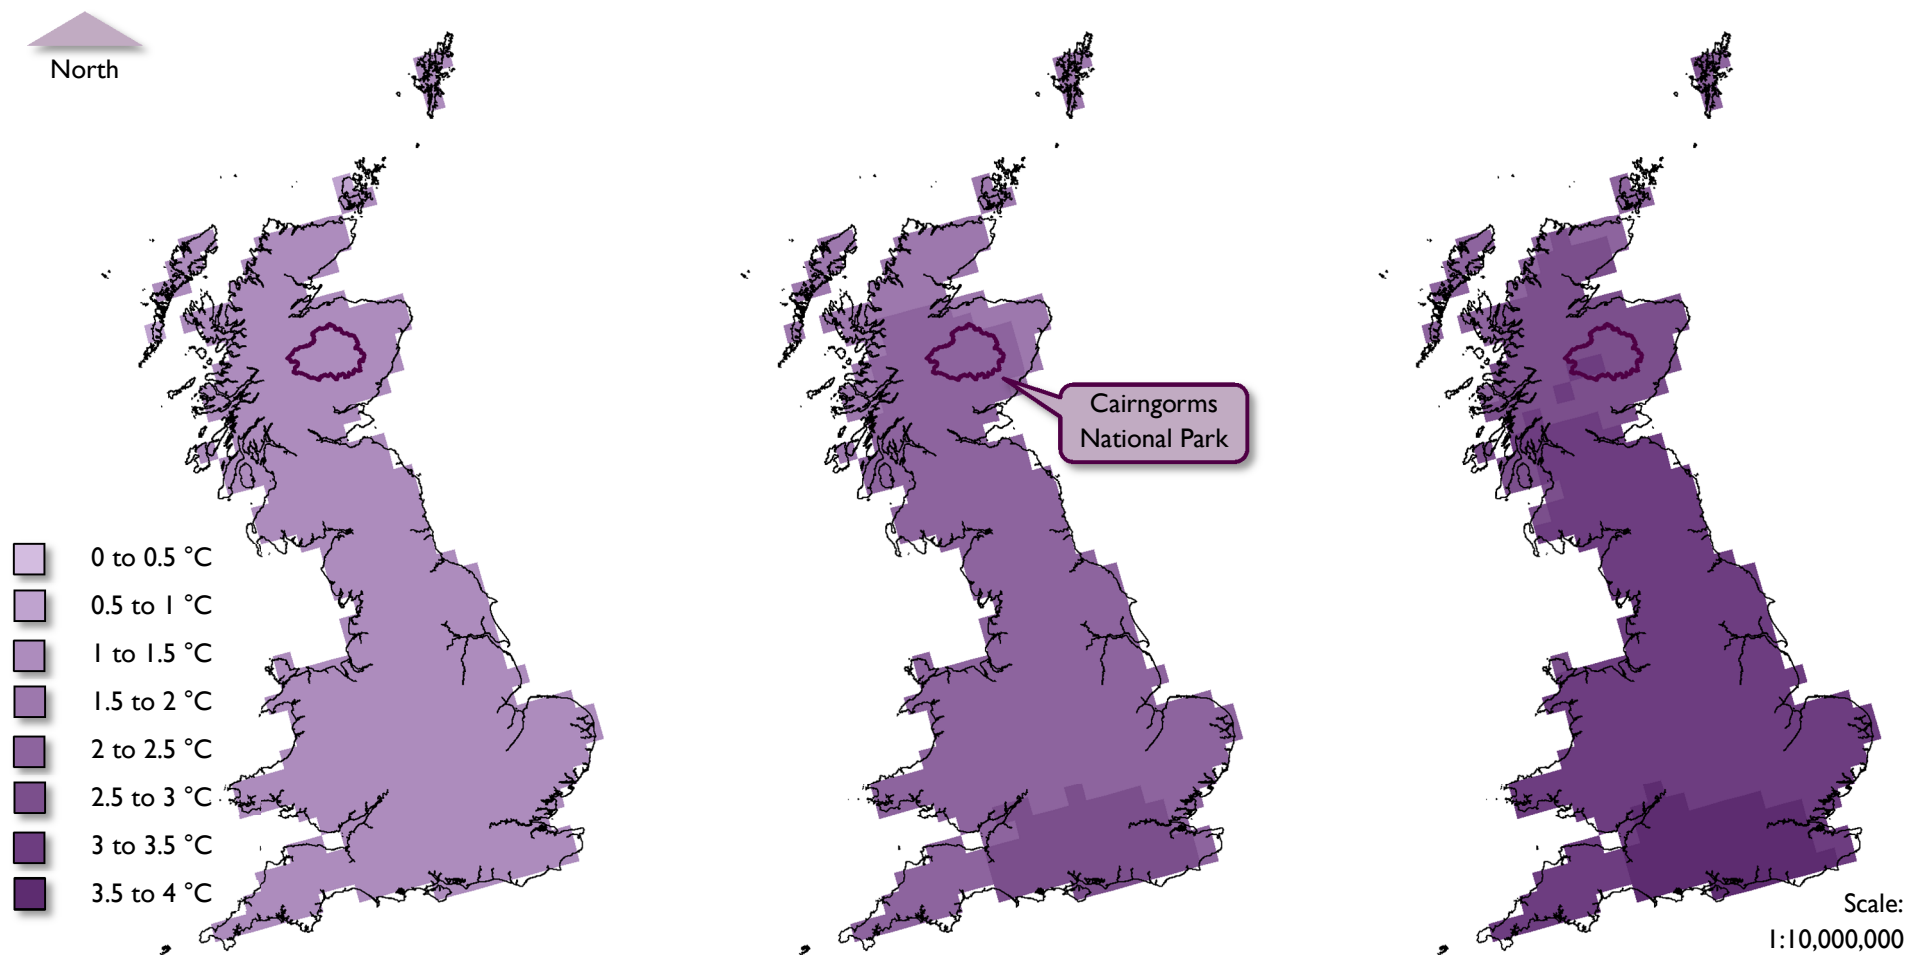 North
Cairngorms
National Park
0 to 0.5 °C
0.5 to 1 °C
1 to 1.5 °C
1.5 to 2 °C
2 to 2.5 °C
2.5 to 3 °C
3 to 3.5 °C
3.5 to 4 °C
Scale:
1:10,000,000